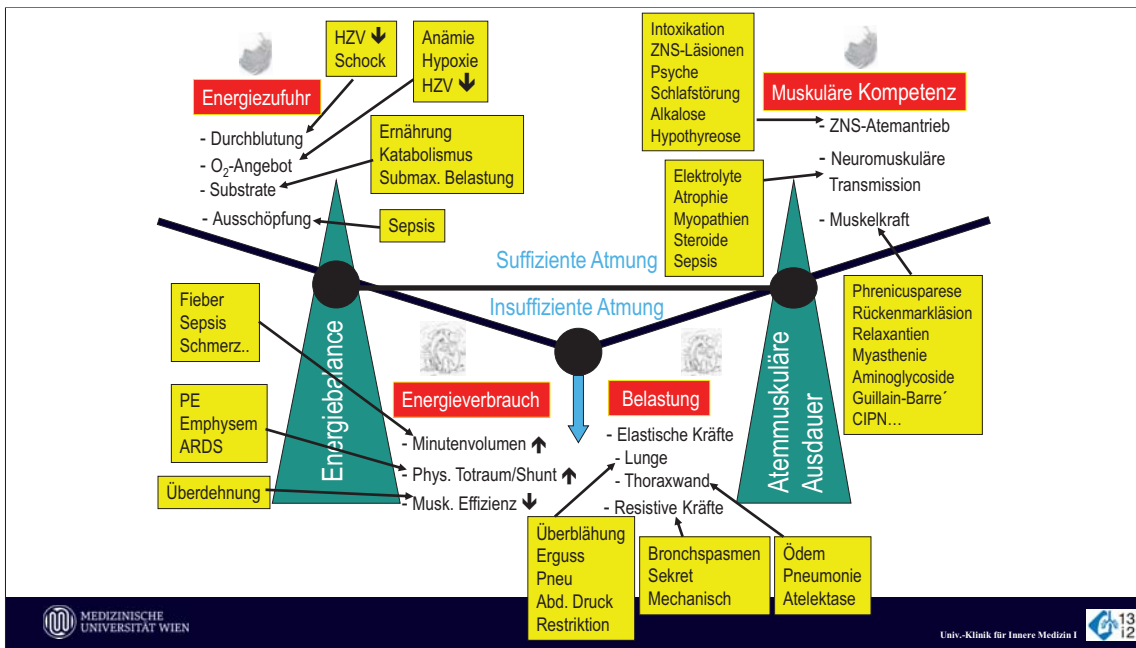 HZV ↓
Schock
Anämie
Hypoxie
HZV ↓
Energiezufuhr
- Durchblutung
- O₂-Angebot
- Substrate
- Ausschöpfung
Ernährung
Katabolismus
Submax. Belastung
Sepsis
Intoxikation
ZNS-Läsionen
Psyche
Schlafstörung
Alkalose
Hypothyreose
Muskuläre Kompetenz
- ZNS-Atemantrieb
- Neuromuskuläre
Transmission
- Muskelkraft
Elektrolyte
Atrophie
Myopathien
Steroide
Sepsis
Suffiziente Atmung
Insuffiziente Atmung
Phrenicusparese
Rückenmarkläsion
Relaxantien
Myasthenie
Aminoglycoside
Guillain-Barre´
CIPN…
Fieber
Sepsis
Schmerz..
PE
Emphysem
ARDS
Überdehnung
Energiebalance
Energieverbrauch
- Minutenvolumen ↑
- Phys. Totraum/Shunt ↑
- Musk. Effizienz ↓
Belastung
- Elastische Kräfte
- Lunge
- Thoraxwand
- Resistive Kräfte
Atemmuskuläre
Ausdauer
Überblähung
Erguss
Pneu
Abd. Druck
Restriktion
Bronchspasmen
Sekret
Mechanisch
Ödem
Pneumonie
Atelektase
MEDIZINISCHE
UNIVERSITÄT WIEN
Univ.-Klinik für Innere Medizin I
13
i2